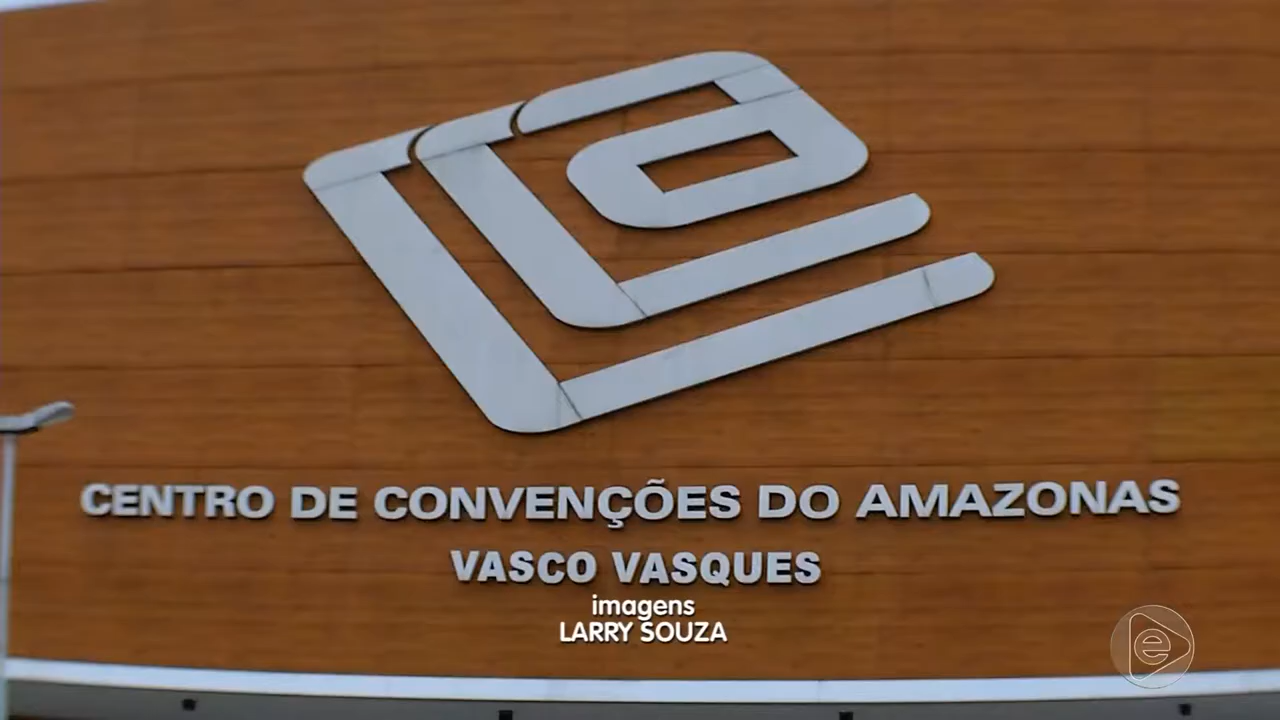 CENTRO DE CONVENÇÕES DO AMAZONAS
VASCO VASQUES
imagens
LARRY SOUZA
e